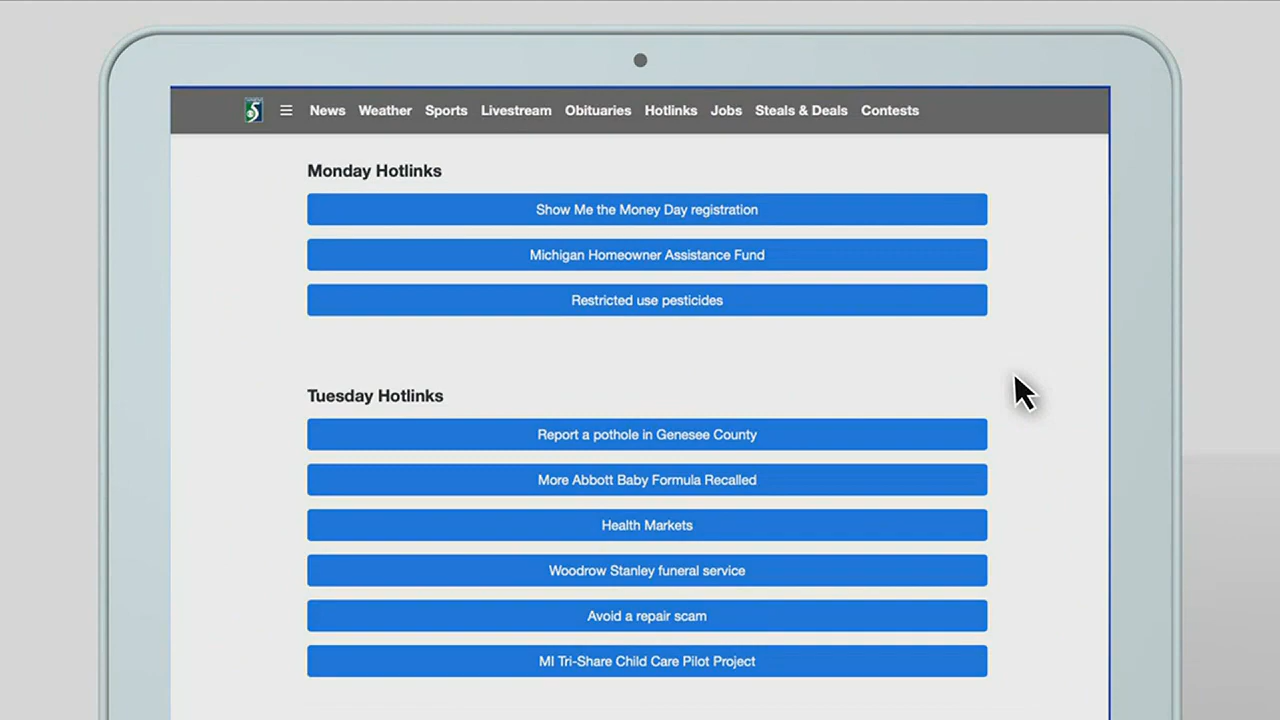 5
News Weather Sports Livestream Obituaries Hotlinks Jobs Steals & Deals Contests
Monday Hotlinks
Show Me the Money Day registration
Michigan Homeowner Assistance Fund
Restricted use pesticides
Tuesday Hotlinks
Report a pothole in Genesee County
More Abbott Baby Formula Recalled
Health Markets
Woodrow Stanley funeral service
Avoid a repair scam
MI Tri-Share Child Care Pilot Project